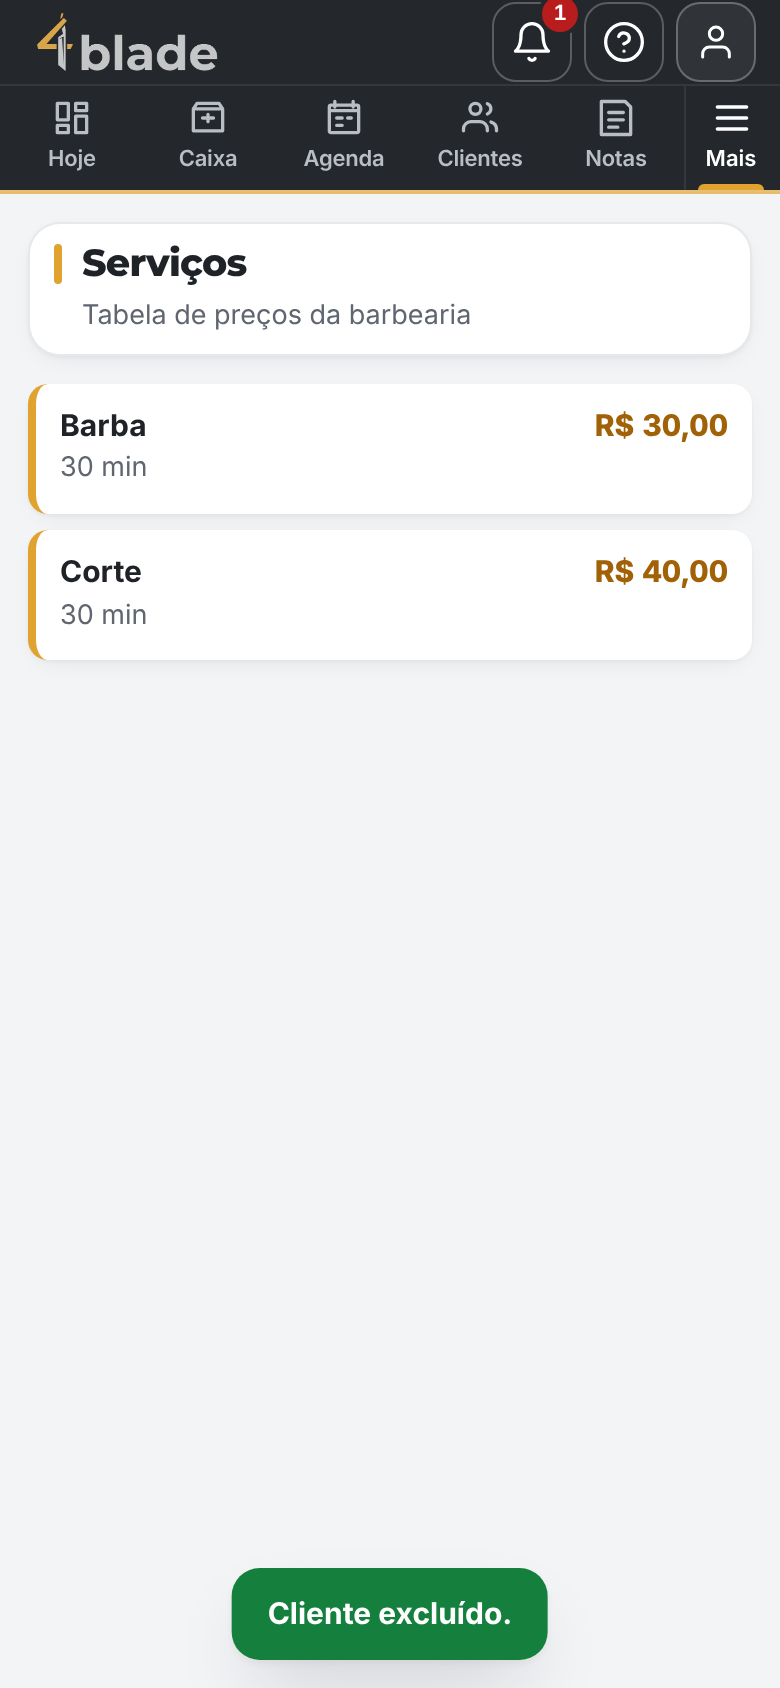 4blade
1
Hoje
Caixa
Agenda
Clientes
Notas
Mais
Serviços
Tabela de preços da barbearia
Barba
R$ 30,00
30 min
Corte
R$ 40,00
30 min
Cliente excluído.